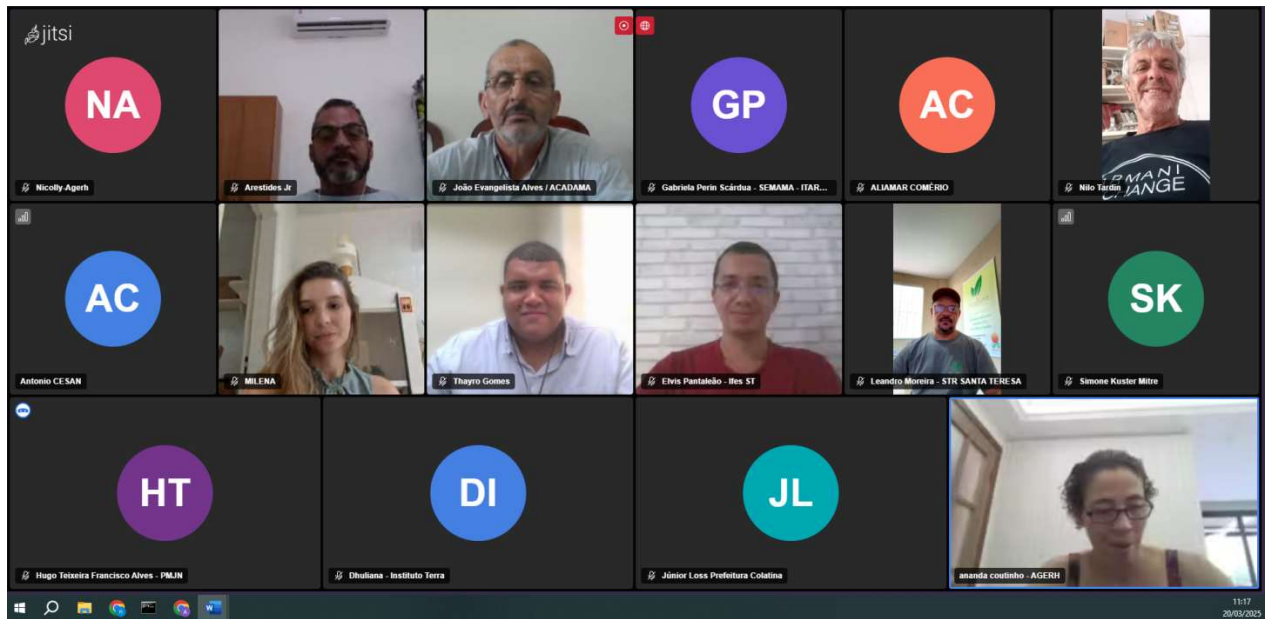 jitsi
NA
GP
AC
ARMANI
CHANGE
Nicolly-Agerh
Arestides Jr
João Evangelista Alves / ACADAMA
Gabriela Perin Scárdua - SEMAMA - ITAR...
ALIAMAR COMÉRIO
Nilo Tardin
AC
SK
Antonio CESAN
MILENA
Thayro Gomes
Elvis Pantaleão - Ifes ST
Leandro Moreira - STR SANTA TERESA
Simone Kuster Mitre
HT
DI
JL
Hugo Teixeira Francisco Alves - PMJN
Dhuliana - Instituto Terra
Júnior Loss Prefeitura Colatina
ananda coutinho - AGERH
11:17
20/03/2025